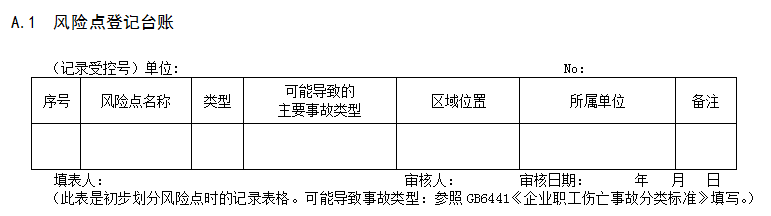 A.1 风险点登记台账
（记录受控号）单位： No：
序号 风险点名称 类型 可能导致的
主要事故类型 区域位置 所属单位 备注
填表人： 审核人： 审核日期： 年 月 日
（此表是初步划分风险点时的记录表格。可能导致事故类型：参照 GB6441《企业职工伤亡事故分类标准》填写。）